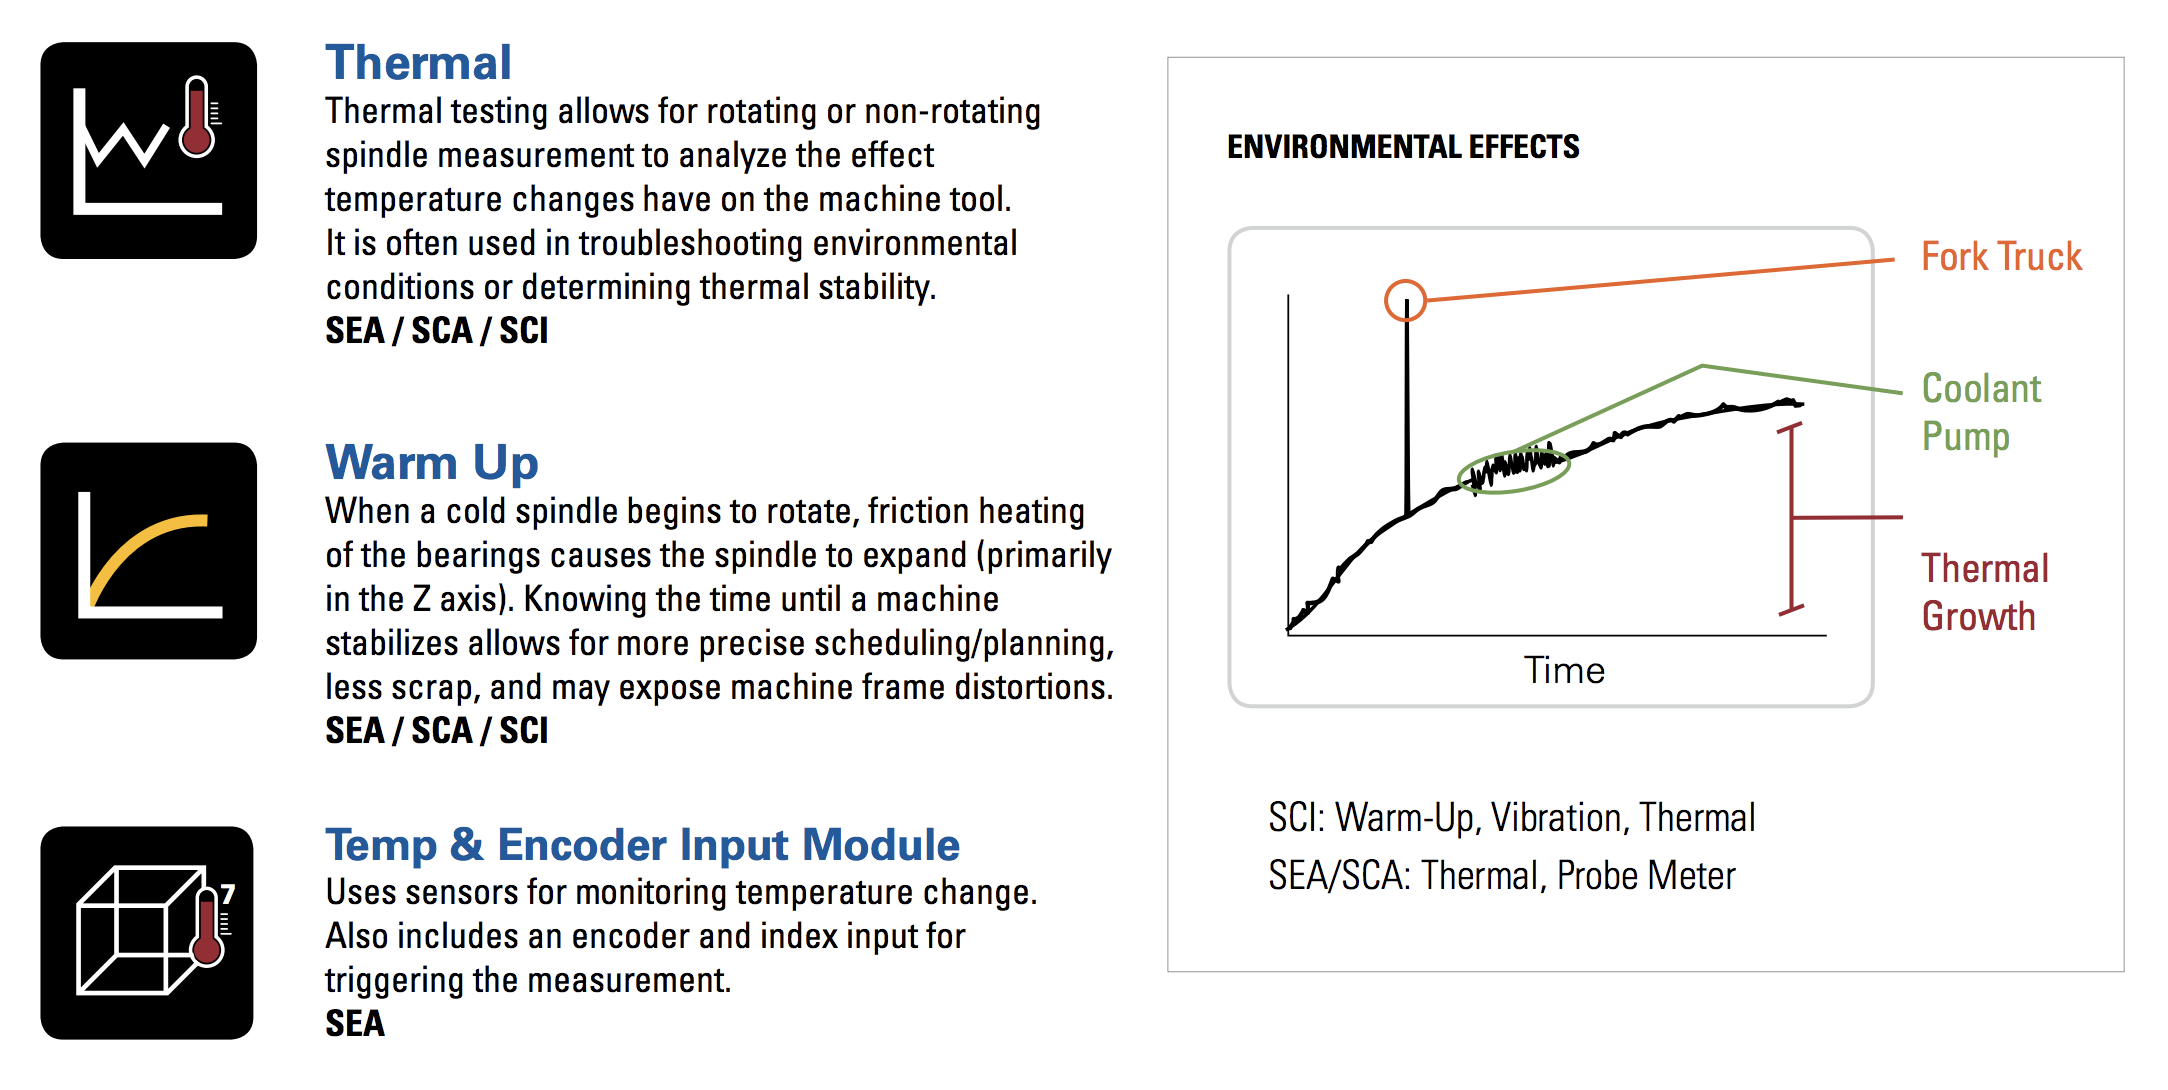 Thermal
Thermal testing allows for rotating or non-rotating
spindle measurement to analyze the effect
temperature changes have on the machine tool.
It is often used in troubleshooting environmental
conditions or determining thermal stability.
SEA / SCA / SCI
Warm Up
When a cold spindle begins to rotate, friction heating
of the bearings causes the spindle to expand (primarily
in the Z axis). Knowing the time until a machine
stabilizes allows for more precise scheduling/planning,
less scrap, and may expose machine frame distortions.
SEA / SCA / SCI
7
Temp & Encoder Input Module
Uses sensors for monitoring temperature change.
Also includes an encoder and index input for
triggering the measurement.
SEA
ENVIRONMENTAL EFFECTS
Fork Truck
Coolant
Pump
Thermal
Growth
Time
SCI: Warm-Up, Vibration, Thermal
SEA/SCA: Thermal, Probe Meter